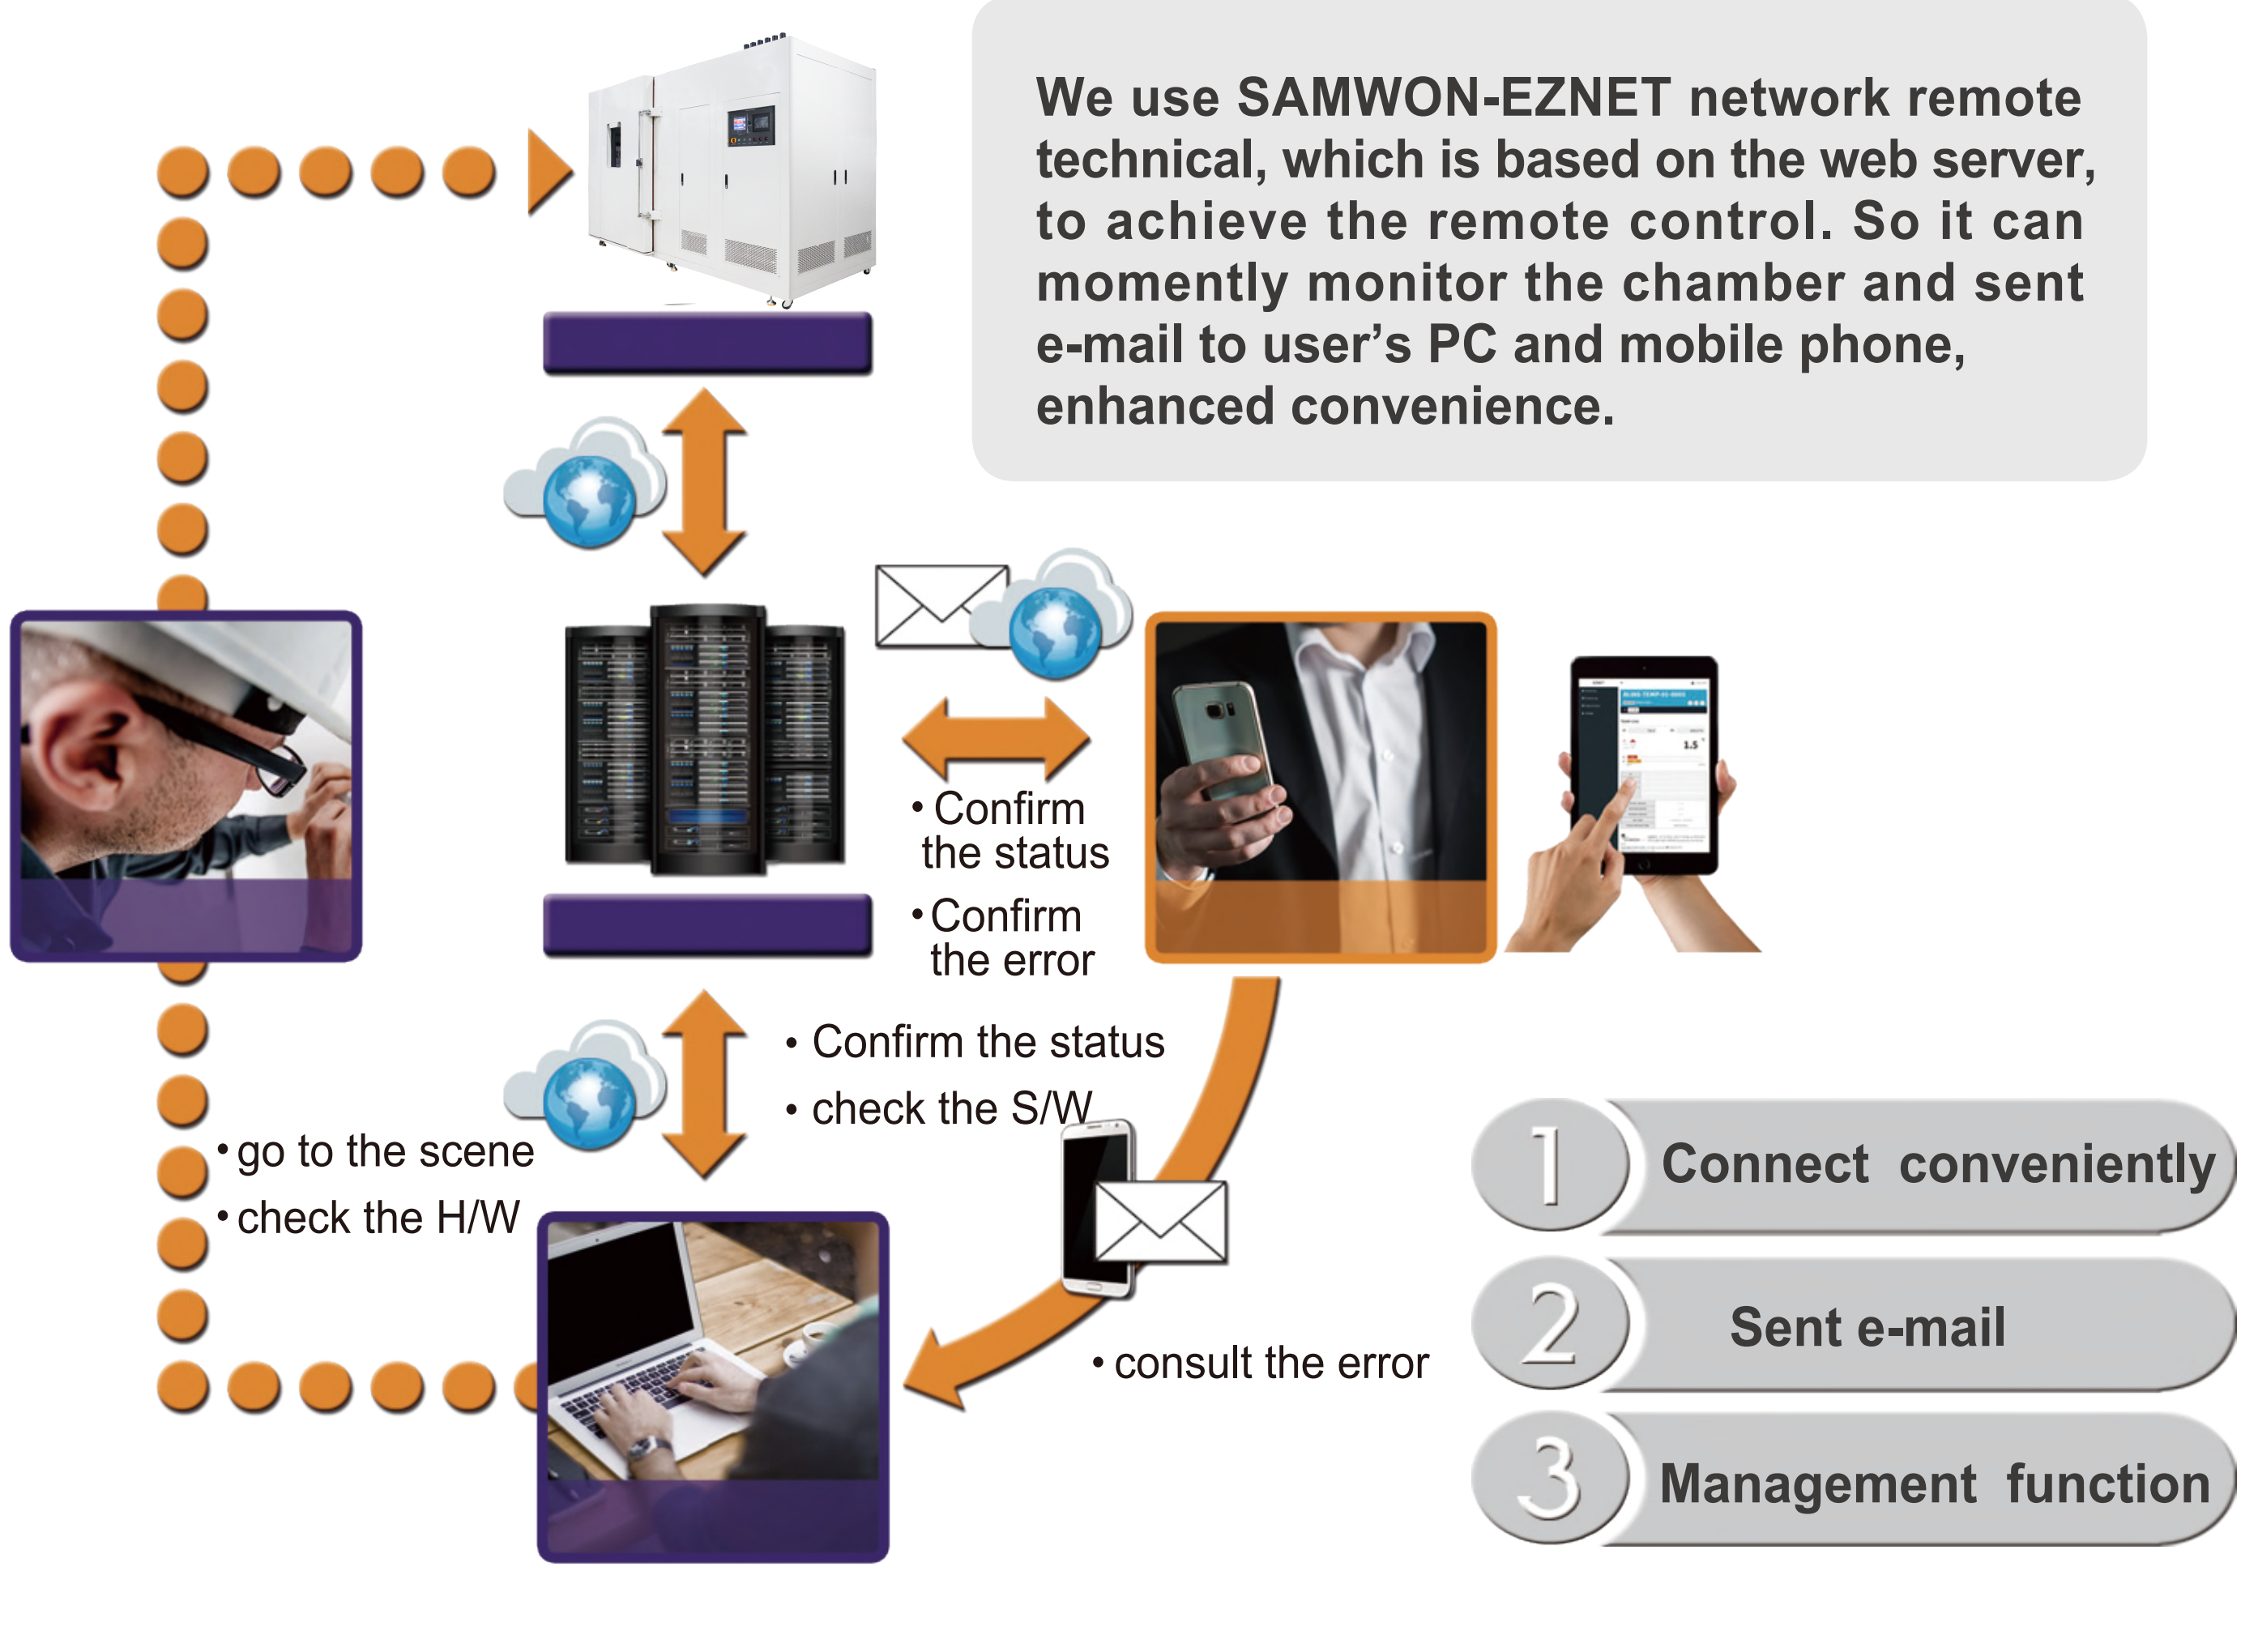 We use SAMWON-EZNET network remote
technical, which is based on the web server,
to achieve the remote control. So it can
momently monitor the chamber and sent
e-mail to user’s PC and mobile phone,
enhanced convenience.
• Confirm
the status
• Confirm
the error
• Confirm the status
• check the S/W
• go to the scene
• check the H/W
• consult the error
1.5
1 Connect conveniently
2 Sent e-mail
3 Management function